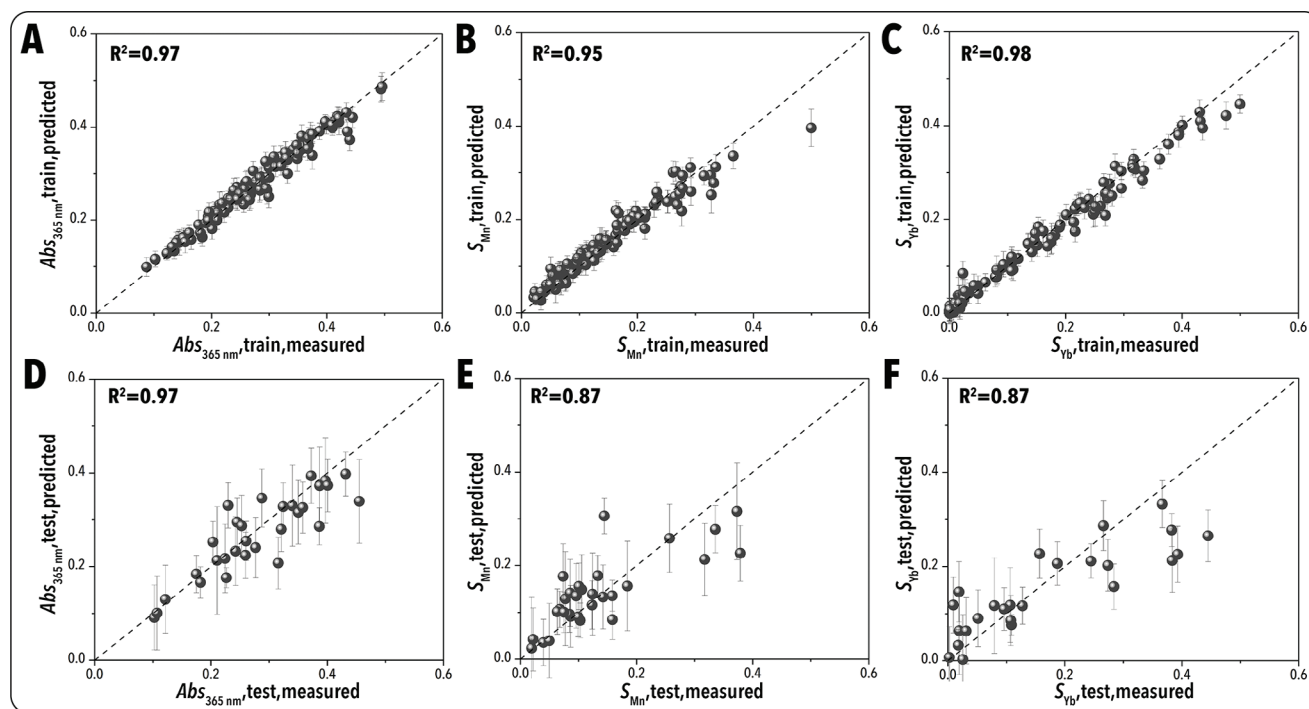 A
R²=0.97
0.6
0.4
0.2
0.0
Abs365 nm,train,predicted
0.0 0.2 0.4 0.6
Abs365 nm,train,measured
B
R²=0.95
0.6
0.4
0.2
0.0
SMn,train,predicted
0.0 0.2 0.4 0.6
SMn,train,measured
C
R²=0.98
0.6
0.4
0.2
0.0
SYb,train,predicted
0.0 0.2 0.4 0.6
SYb,train,measured
D
R²=0.97
0.6
0.4
0.2
0.0
Abs365 nm,test,predicted
0.0 0.2 0.4 0.6
Abs365 nm,test,measured
E
R²=0.87
0.6
0.4
0.2
0.0
SMn,test,predicted
0.0 0.2 0.4 0.6
SMn,test,measured
F
R²=0.87
0.6
0.4
0.2
0.0
SYb,test,predicted
0.0 0.2 0.4 0.6
SYb,test,measured